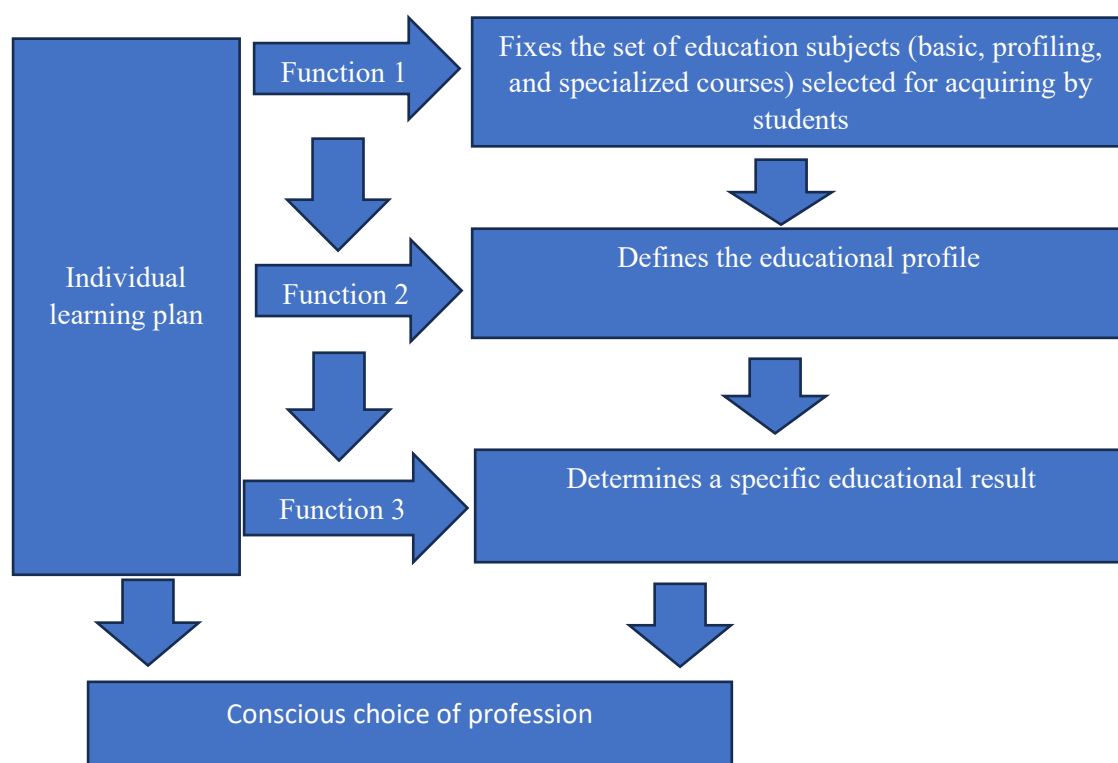 Individual
learning plan
Function 1
Fixes the set of education subjects (basic, profiling,
and specialized courses) selected for acquiring by
students
Function 2
Defines the educational profile
Function 3
Determines a specific educational result
Conscious choice of profession